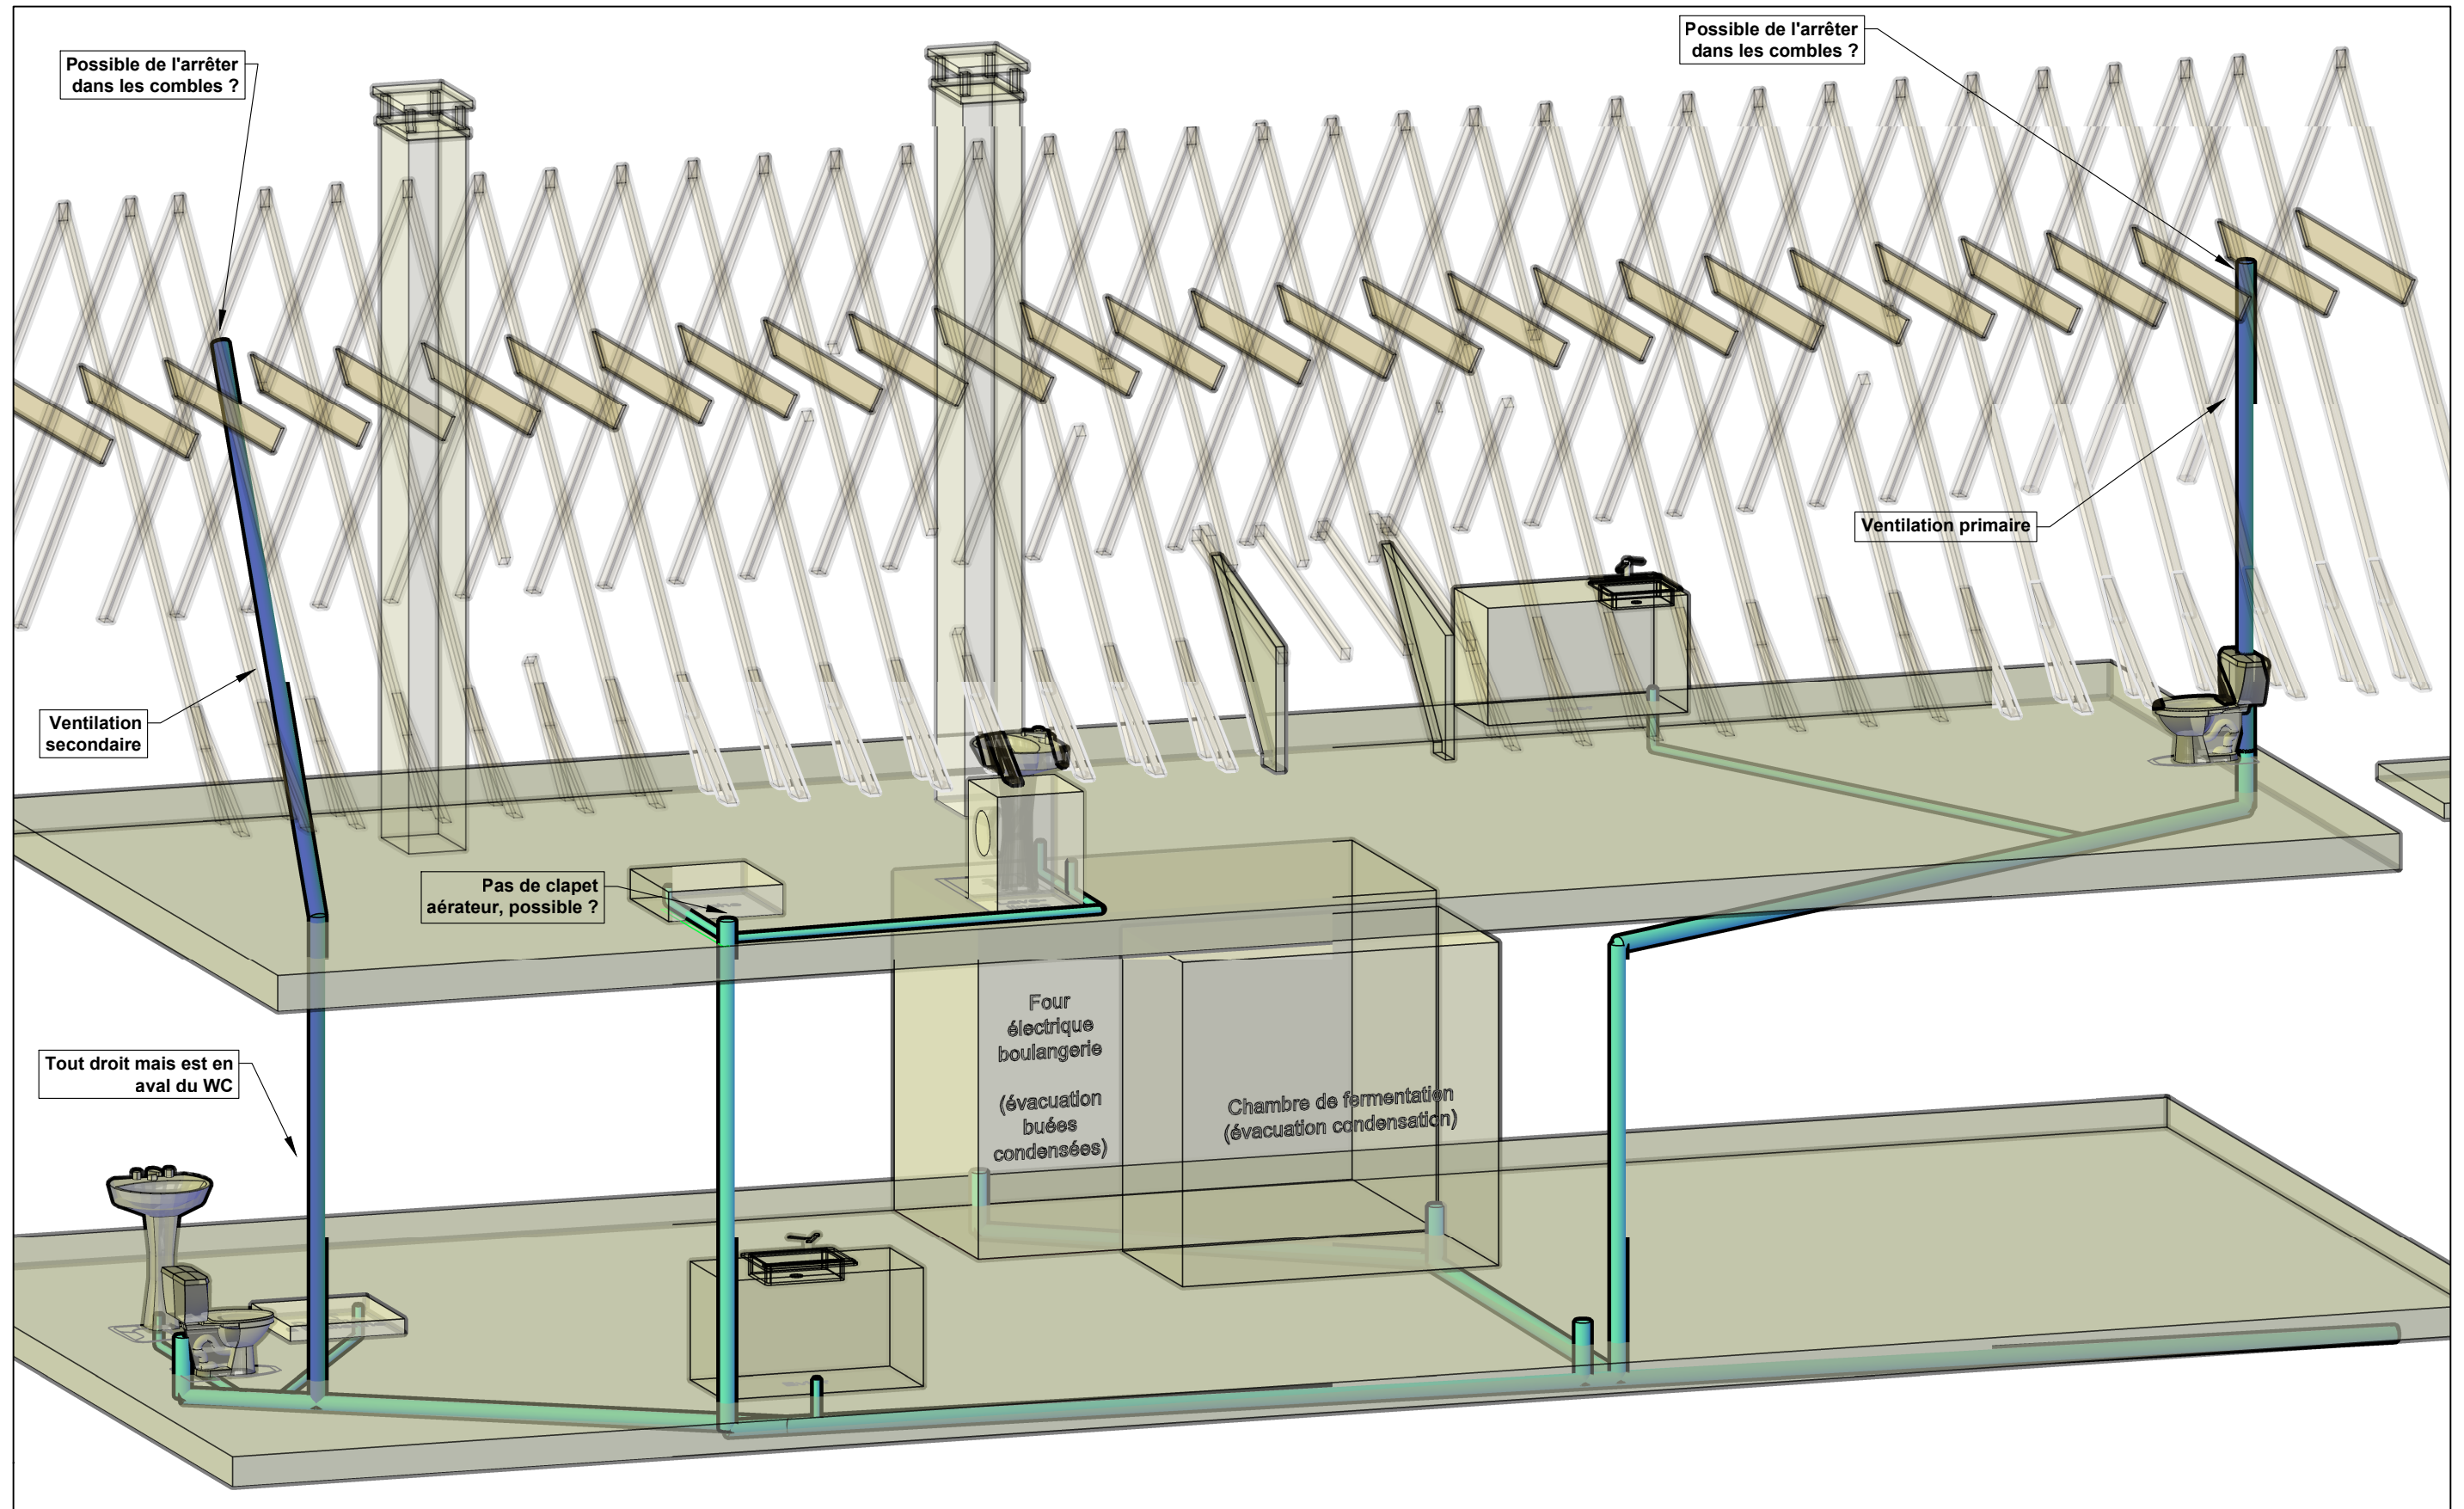 Possible de l'arrêter
dans les combles ?
Possible de l'arrêter
dans les combles ?
Ventilation primaire
Ventilation
secondaire
Pas de clapet
aérateur, possible ?
Tout droit mais est en
aval du WC
Four
électrique
boulangerie
(évacuation
buées
condensées)
Chambre de fermentation
(évacuation condensation)